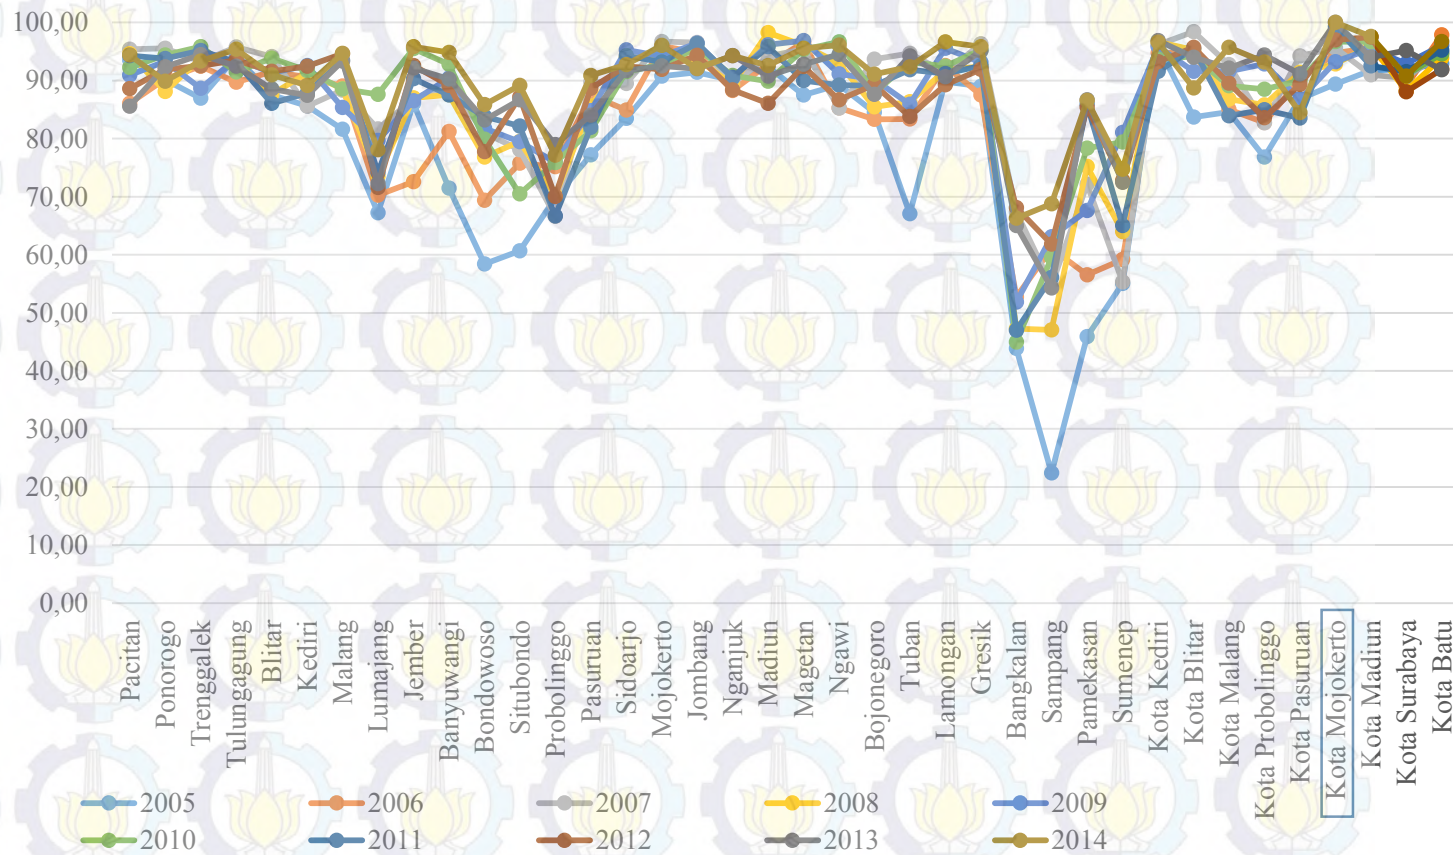 100,00
90,00
80,00
70,00
60,00
50,00
40,00
30,00
20,00
10,00
0,00
Pacitan
Ponorogo
Trenggalek
Tulungagung
Blitar
Kediri
Malang
Lumajang
Jember
Banyuwangi
Bondowoso
Situbondo
Probolinggo
Pasuruan
Sidoarjo
Mojokerto
Jombang
Nganjuk
Madiun
Magetan
Ngawi
Bojonegoro
Tuban
Lamongan
Gresik
Bangkalan
Sampang
Pamekasan
Sumenep
Kota Kediri
Kota Blitar
Kota Malang
Kota Probolinggo
Kota Pasuruan
Kota Mojokerto
Kota Madiun
Kota Surabaya
Kota Batu
2005 2006 2007 2008 2009
2010 2011 2012 2013 2014